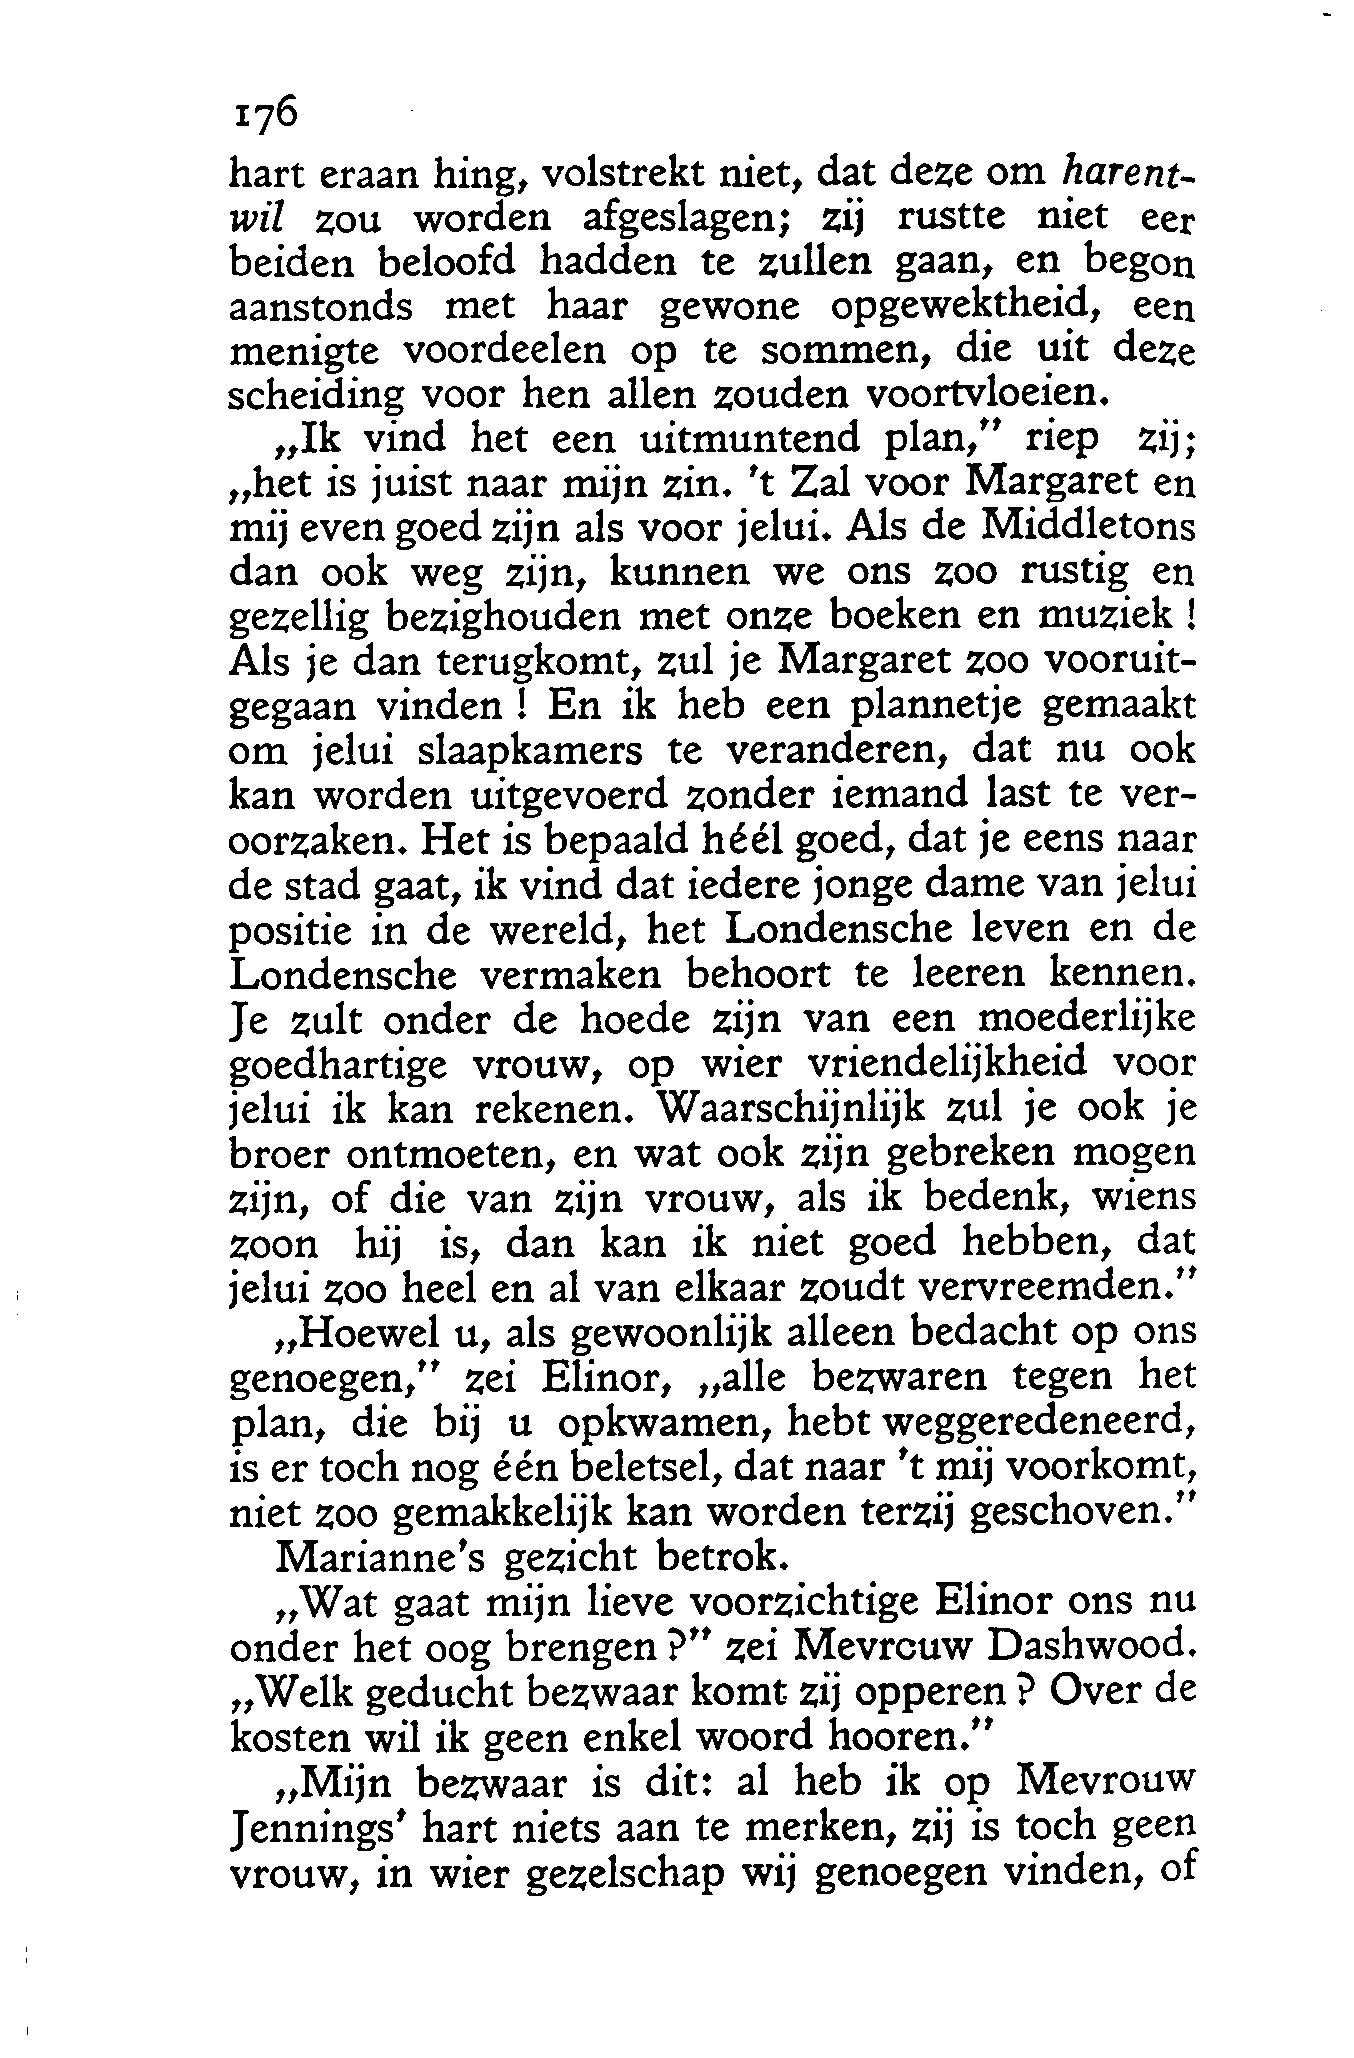 176
hart eraan hing, volstrekt niet, dat deze om harent-
wil zou worden afgeslagen; zij rustte niet eer
beiden beloofd hadden te zullen gaan, en begon
aanstonds met haar gewone opgewektheid, een
menigte voordeelen op te sommen, die uit deze
scheiding voor hen allen zouden voortvloeien.
„Ik vind het een uitmuntend plan,” riep zij;
„het is juist naar mijn zin. 't Zal voor Margaret en
mij even goed zijn als voor jelui. Als de Middletons
dan ook weg zijn, kunnen we ons zoo rustig en
gezellig bezighouden met onze boeken en muziek !
Als je dan terugkomt, zul je Margaret zoo vooruit-
gegaan vinden ! En ik heb een plannetje gemaakt
om jelui slaapkamers te veranderen, dat nu ook
kan worden uitgevoerd zonder iemand last te ver-
oorzaken. Het is bepaald héél goed, dat je eens naar
de stad gaat, ik vind dat iedere jonge dame van jelui
positie in de wereld, het Londensche leven en de
Londensche vermaken behoort te leeren kennen.
Je zult onder de hoede zijn van een moederlijke
goedhartige vrouw, op wier vriendelijkheid voor
jelui ik kan rekenen. Waarschijnlijk zul je ook je
broer ontmoeten, en wat ook zijn gebreken mogen
zijn, of die van zijn vrouw, als ik bedenk, wiens
zoon hij is, dan kan ik niet goed hebben, dat
jelui zoo heel en al van elkaar zoudt vervreemden.”
„Hoewel u, als gewoonlijk alleen bedacht op ons
genoegen,” zei Elinor, „alle bezwaren tegen het
plan, die bij u opkwamen, hebt weggeredeneerd,
is er toch nog één beletsel, dat naar 't mij voorkomt,
niet zoo gemakkelijk kan worden terzij geschoven.”
Marianne's gezicht betrok.
„Wat gaat mijn lieve voorzichtige Elinor ons nu
onder het oog brengen ?” zei Mevrouw Dashwood.
„Welk geducht bezwaar komt zij opperen ? Over de
kosten wil ik geen enkel woord hooren.”
„Mijn bezwaar is dit: al heb ik op Mevrouw
Jennings' hart niets aan te merken, zij is toch geen
vrouw, in wier gezelschap wij genoegen vinden, of